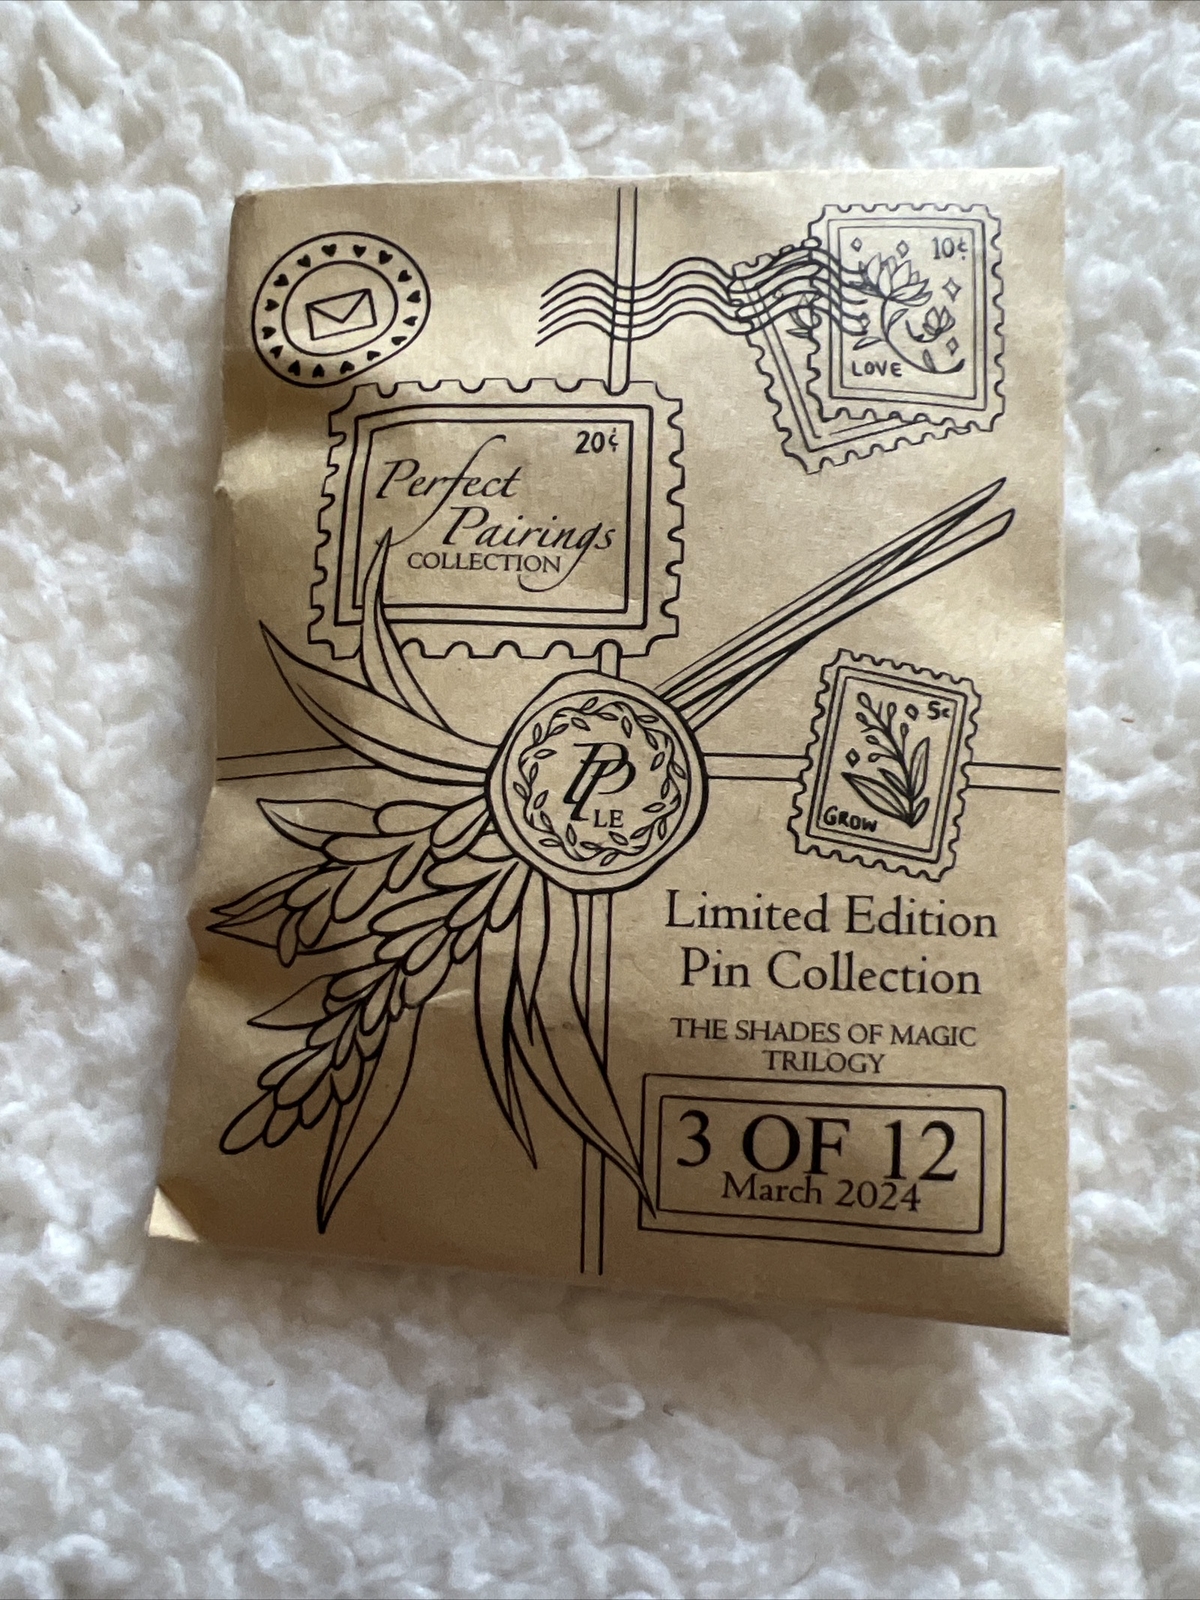 10¢
LOVE
20¢
Perfect
Pairings
COLLECTION
5¢
GROW
PP
LE
Limited Edition
Pin Collection
THE SHADES OF MAGIC
TRILOGY
3 OF 12
March 2024